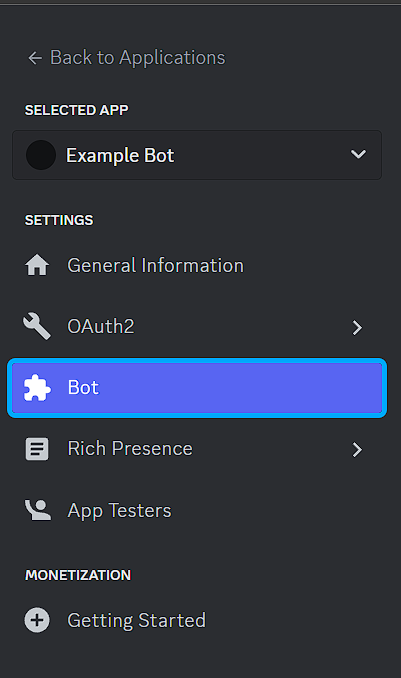 Back to Applications
SELECTED APP
Example Bot
SETTINGS
General Information
OAuth2
Bot
Rich Presence
App Testers
MONETIZATION
Getting Started